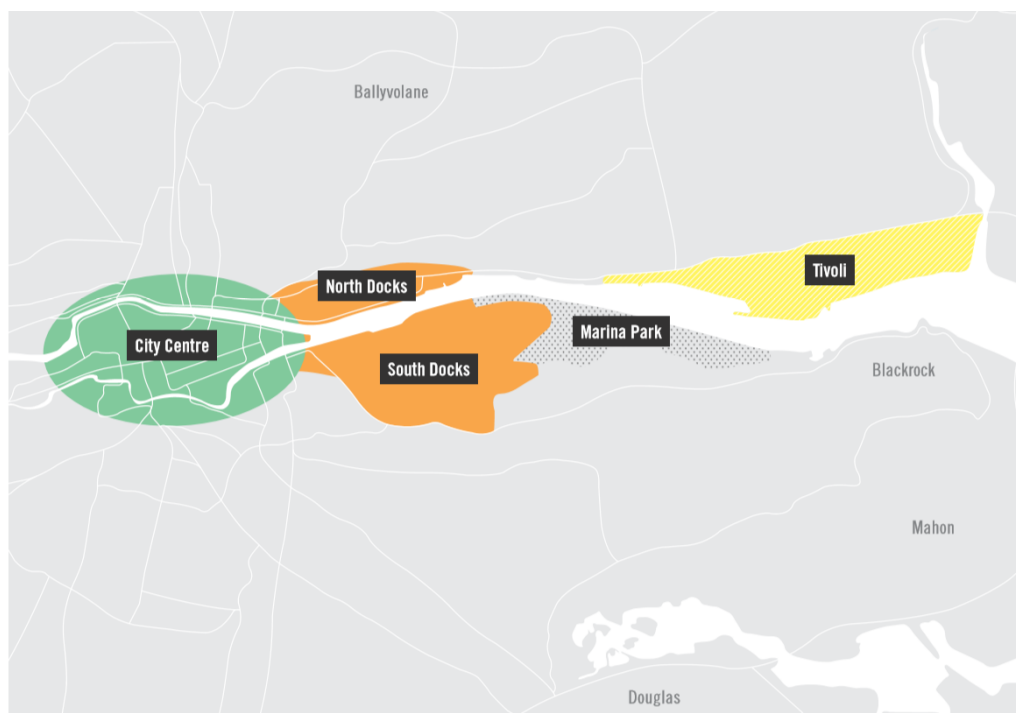 Ballyvolane
Tivoli
North Docks
Marina Park
City Centre
South Docks
Blackrock
Mahon
Douglas